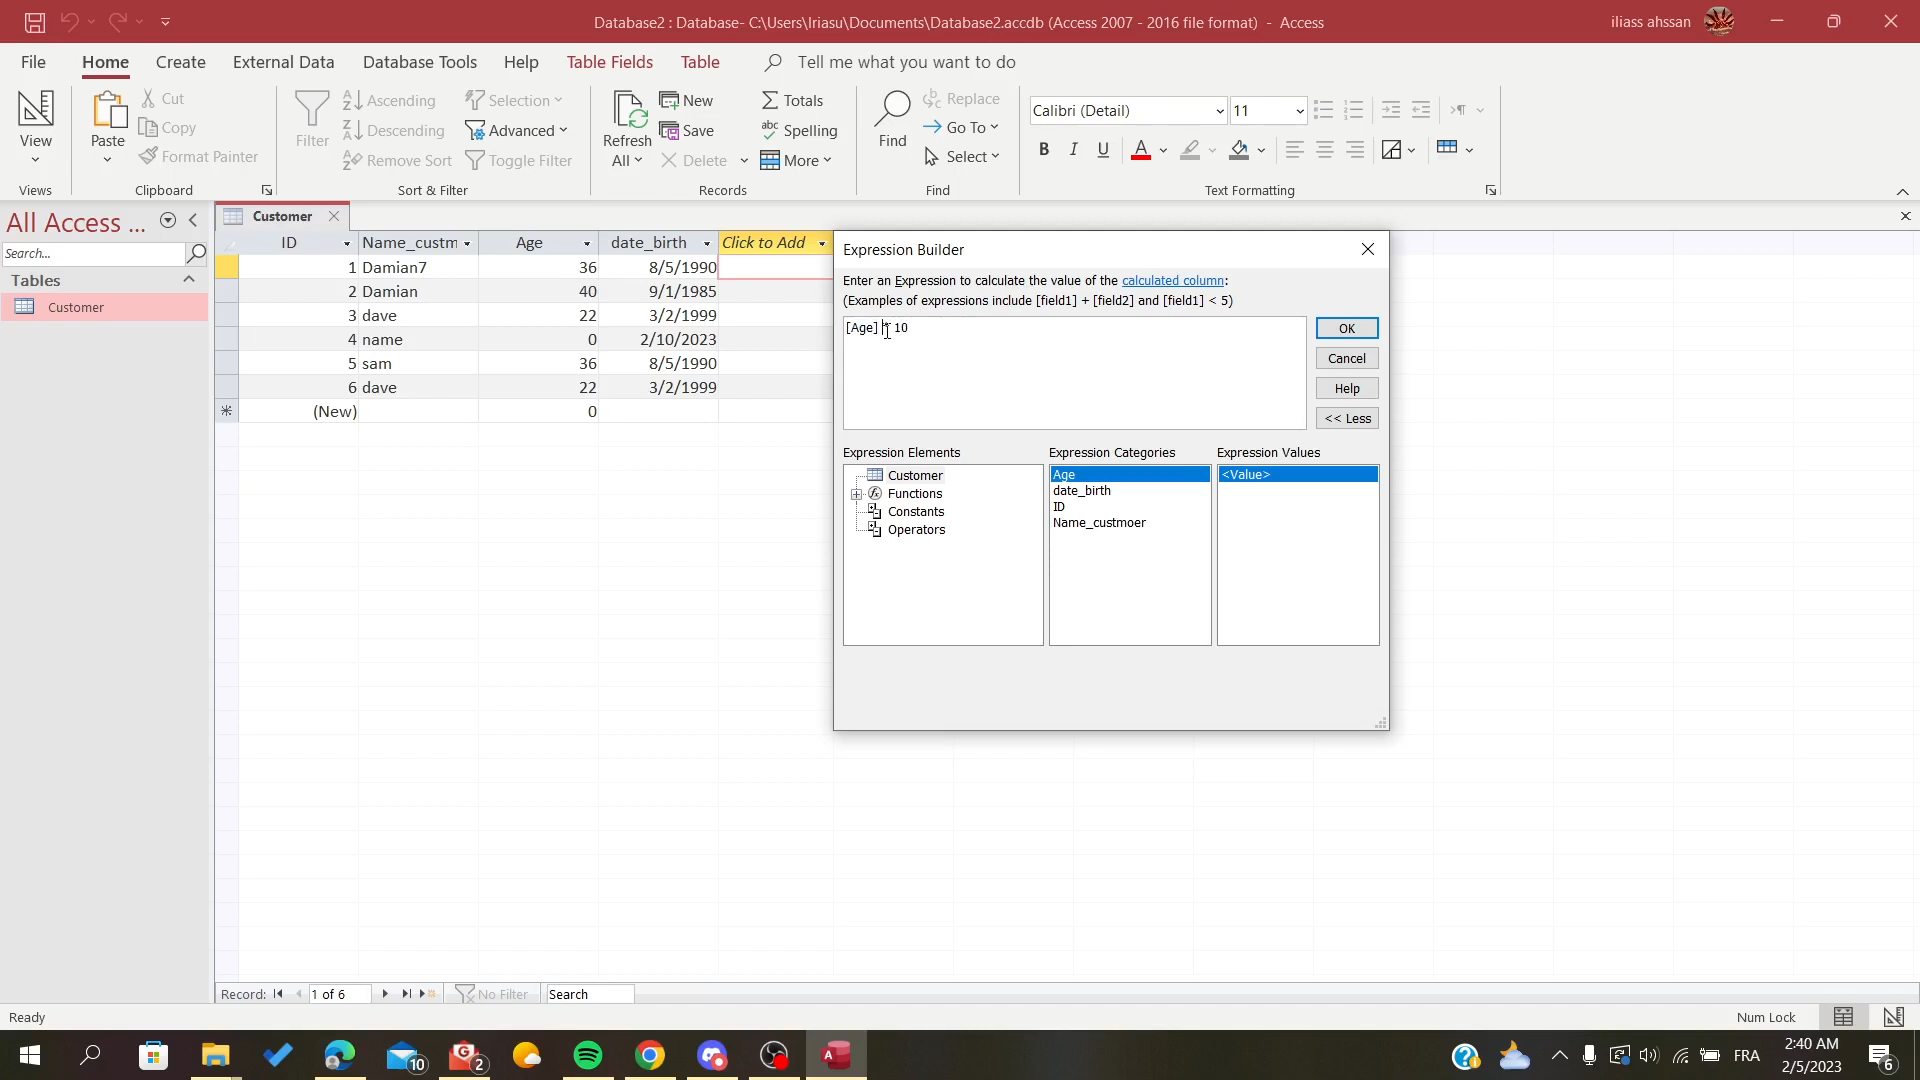 Database2 : Database- C:\Users\Iriasu\Documents\Database2.accdb (Access 2007 - 2016 file format) - Access
iliass ahssan
File Home Create External Data Database Tools Help Table Fields Table Tell me what you want to do
View
Views
Paste
Cut
Copy
Format Painter
Clipboard
Filter
Ascending
Descending
Remove Sort
Selection
Advanced
Toggle Filter
Sort & Filter
Refresh
All
New
Save
Delete
Totals
Spelling
More
Records
Find
Replace
Go To
Select
Find
Calibri (Detail) 11
B I U A
Text Formatting
All Access ...
Search...
Tables
Customer
Customer
ID Name_custm Age date_birth Click to Add
1 Damian7 36 8/5/1990
2 Damian 40 9/1/1985
3 dave 22 3/2/1999
4 name 0 2/10/2023
5 sam 36 8/5/1990
6 dave 22 3/2/1999
(New) 0
Expression Builder
Enter an Expression to calculate the value of the calculated column:
(Examples of expressions include [field1] + [field2] and [field1] < 5)
[Age] * 10
OK
Cancel
Help
<< Less
Expression Elements
Customer
Functions
Constants
Operators
Expression Categories
Age
date_birth
ID
Name_custmoer
Expression Values
<Value>
Record: 1 of 6 No Filter Search
Ready
Num Lock
10
2
FRA
2:40 AM
2/5/2023
6